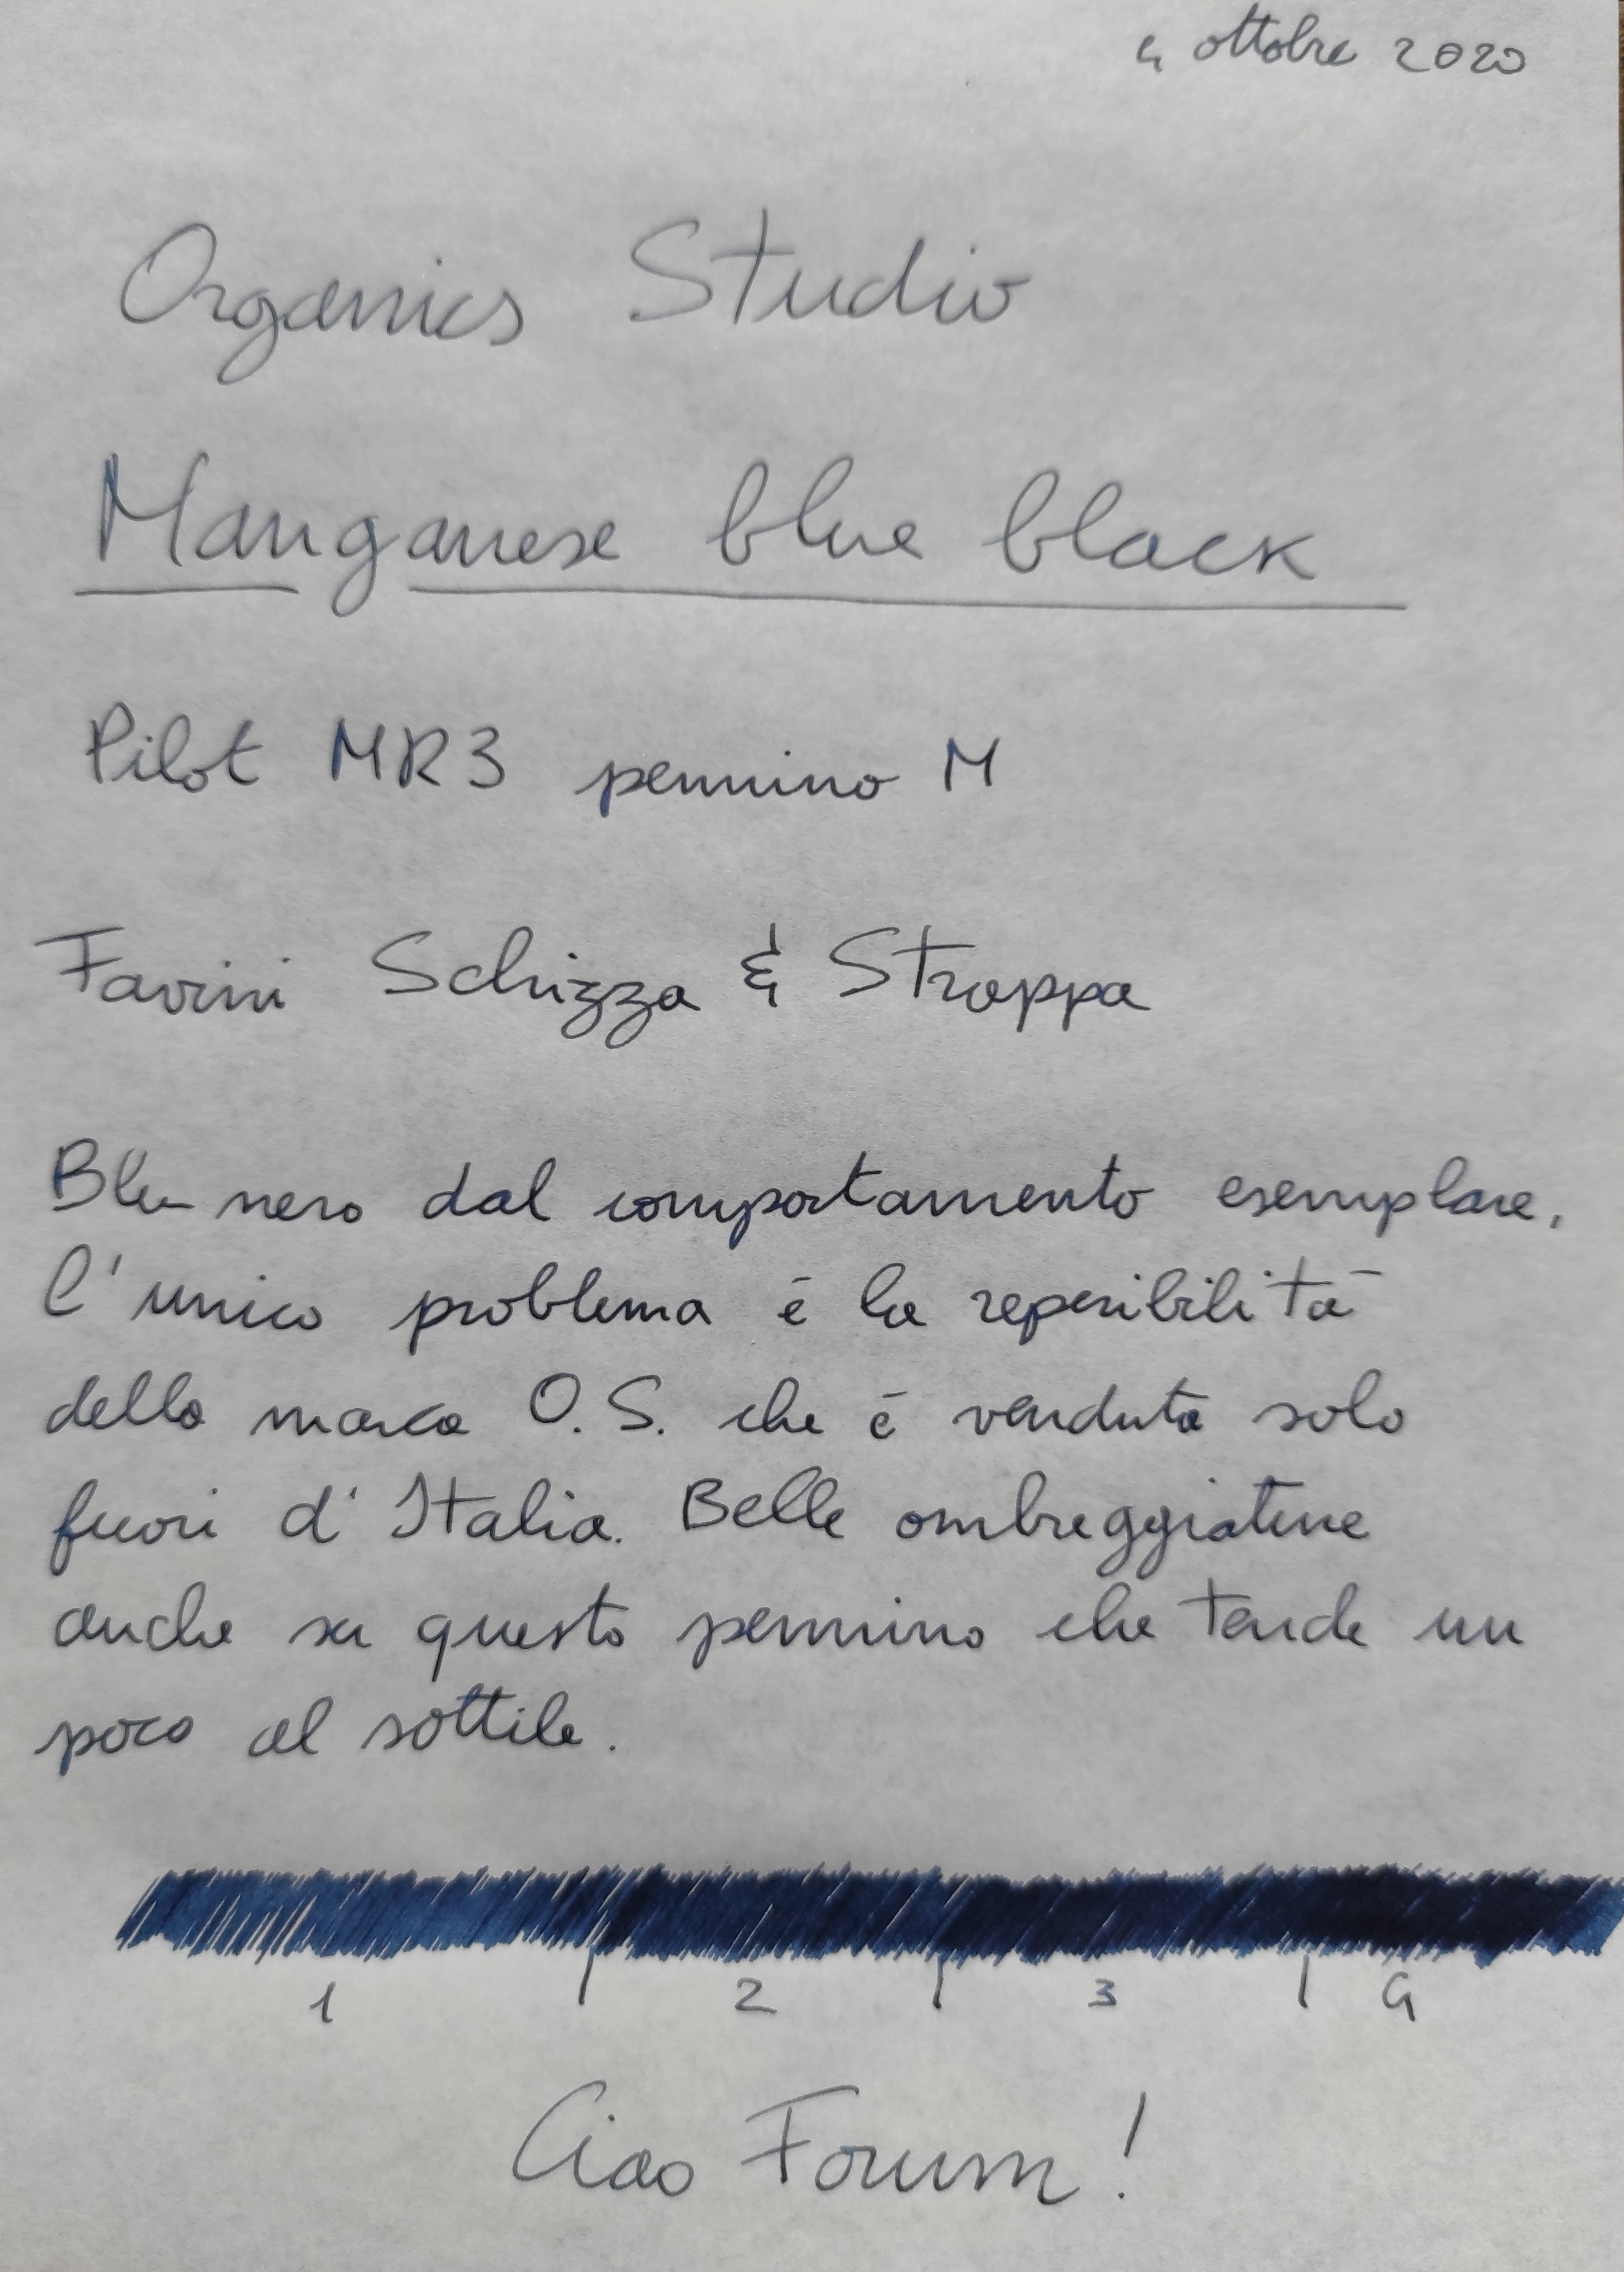 4 ottobre 2020
Organics Studio
Manganese blue black
Pilot MR3 pennino M
Favini Schizza & Strappa
Blu nero dal comportamento esemplare,
l'unico problema è la reperibilità
della marca O.S. che è venduta solo
fuori d'Italia. Belle ombreggiature
anche su questo pennino che tende un
poco al sottile.
1 2 3 4
Ciao Forum!